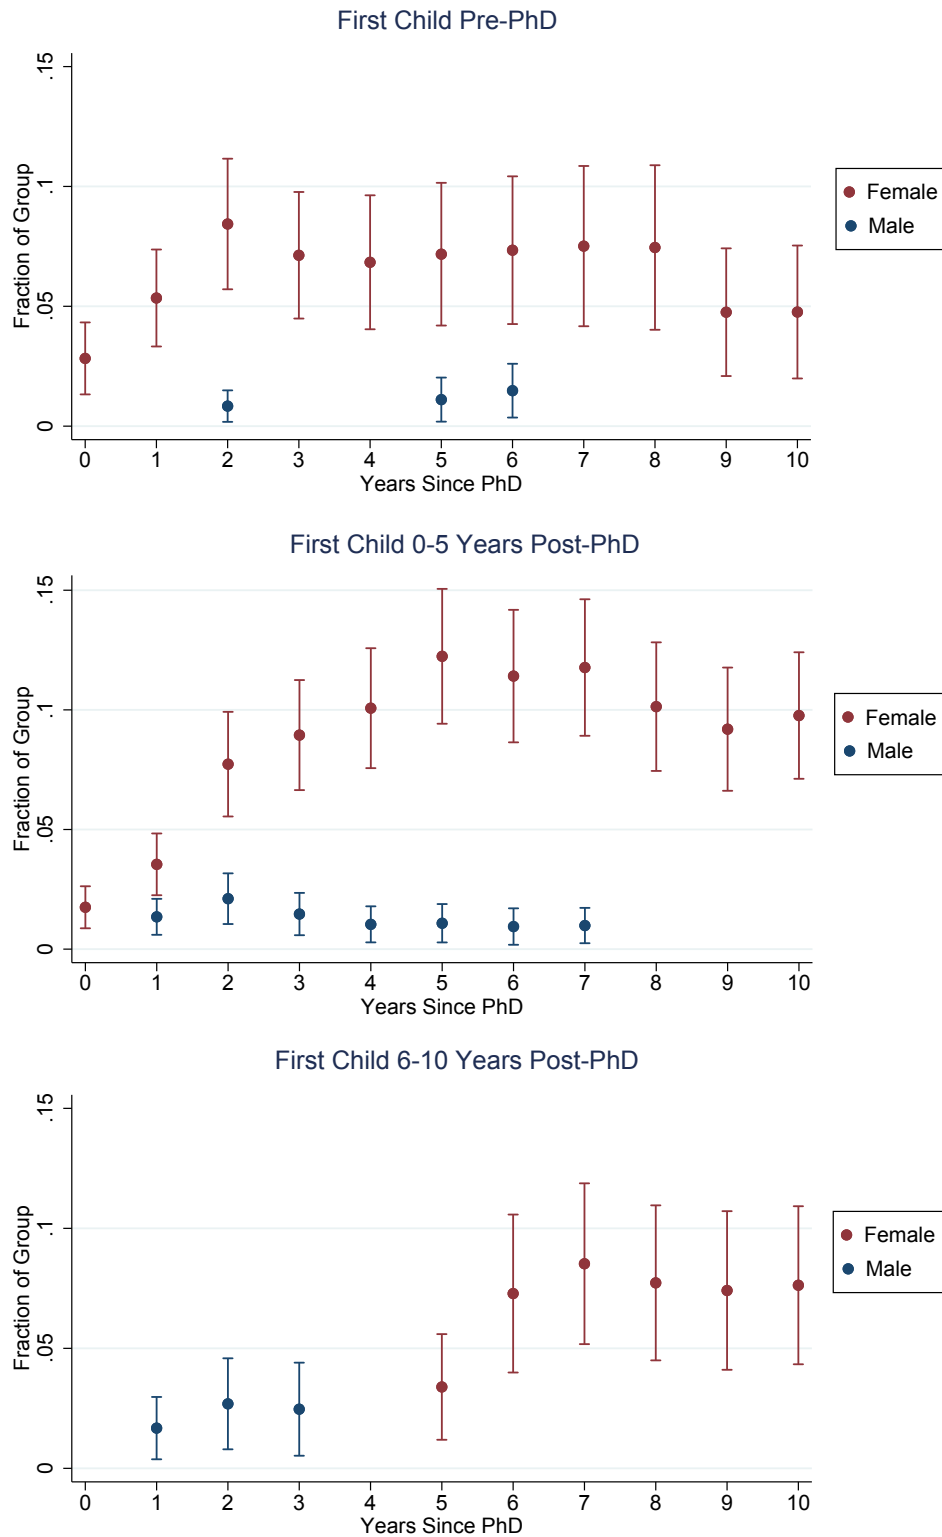 First Child Pre-PhD
.15
.1
.05
0
Fraction of Group
0 1 2 3 4 5 6 7 8 9 10
Years Since PhD
Female
Male
First Child 0-5 Years Post-PhD
.15
.1
.05
0
Fraction of Group
0 1 2 3 4 5 6 7 8 9 10
Years Since PhD
Female
Male
First Child 6-10 Years Post-PhD
.15
.1
.05
0
Fraction of Group
0 1 2 3 4 5 6 7 8 9 10
Years Since PhD
Female
Male